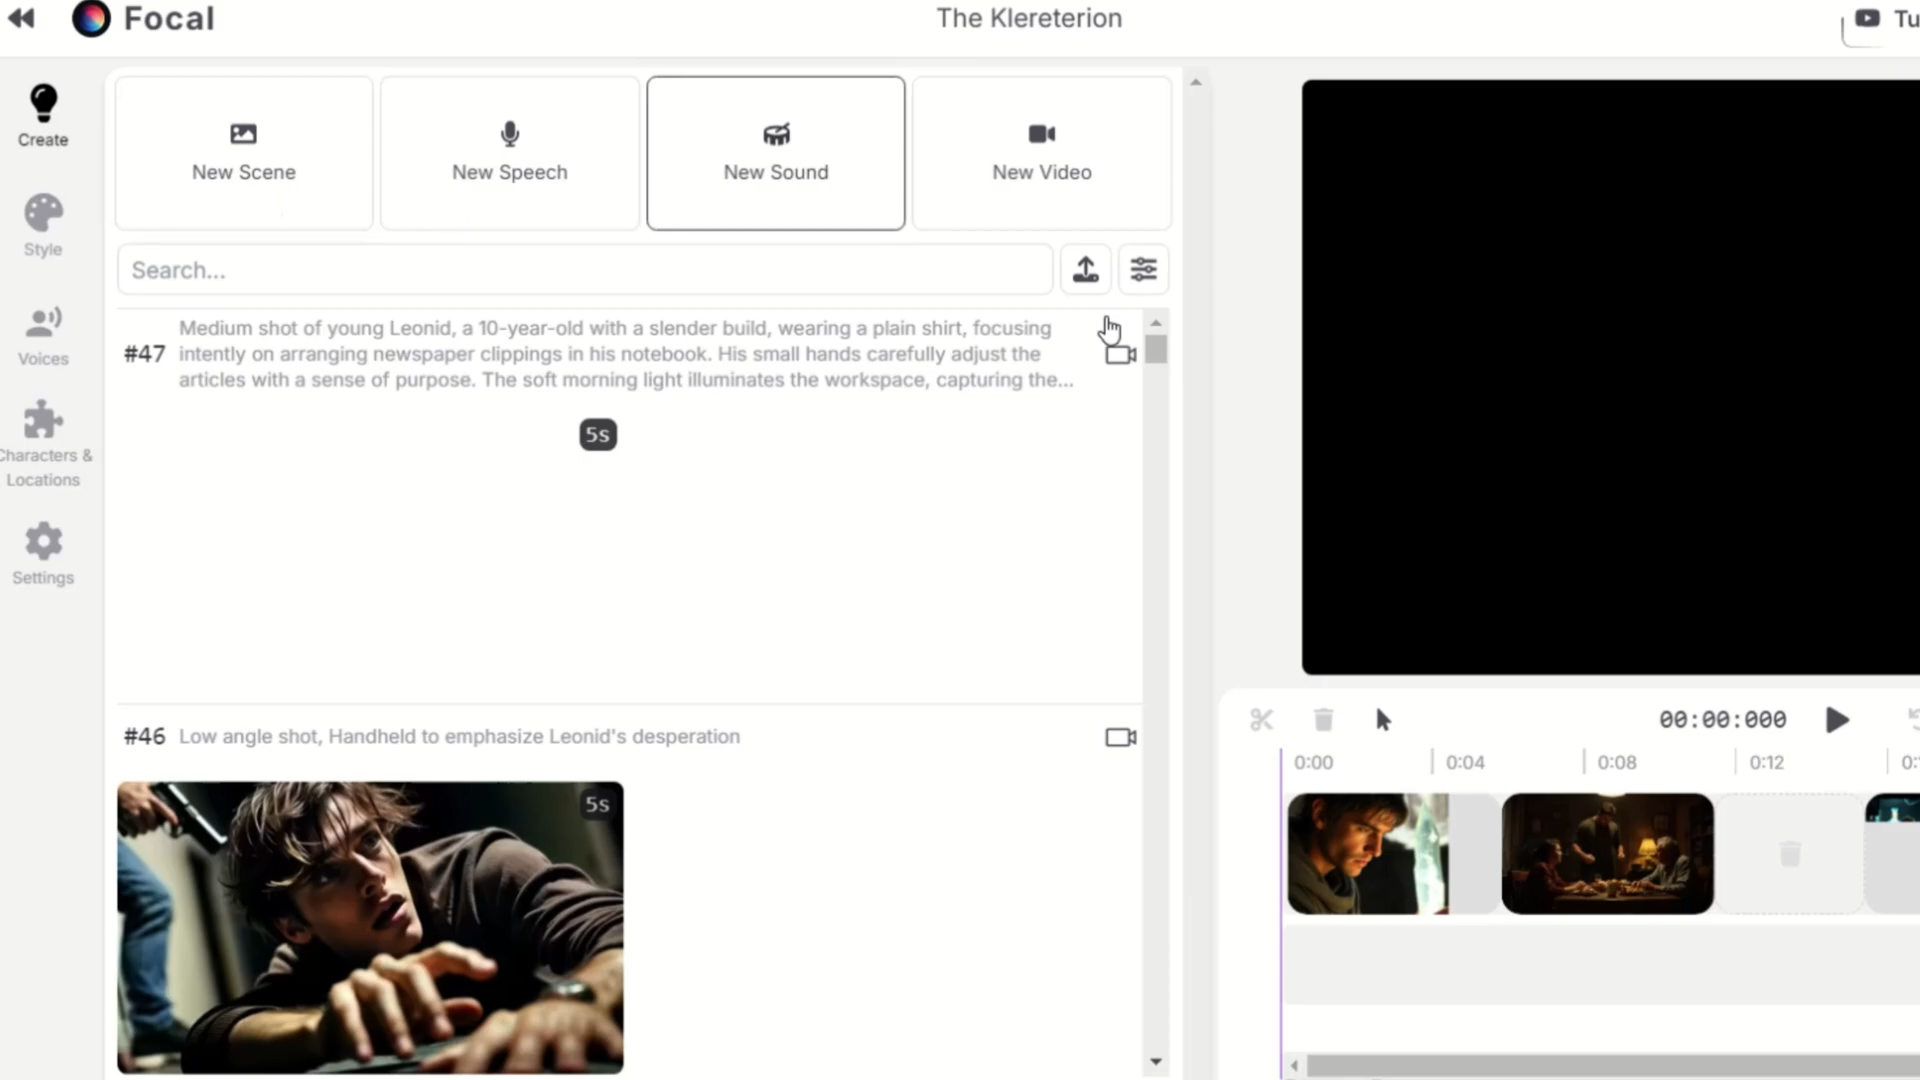 Focal
The Klereterion
Tu
Create
New Scene
New Speech
New Sound
New Video
Style
Search...
Voices
#47
Medium shot of young Leonid, a 10-year-old with a slender build, wearing a plain shirt, focusing
intently on arranging newspaper clippings in his notebook. His small hands carefully adjust the
articles with a sense of purpose. The soft morning light illuminates the workspace, capturing the...
5s
Characters &
Locations
Settings
#46 Low angle shot, Handheld to emphasize Leonid's desperation
5s
00:00:000
0:00 0:04 0:08 0:12 0: